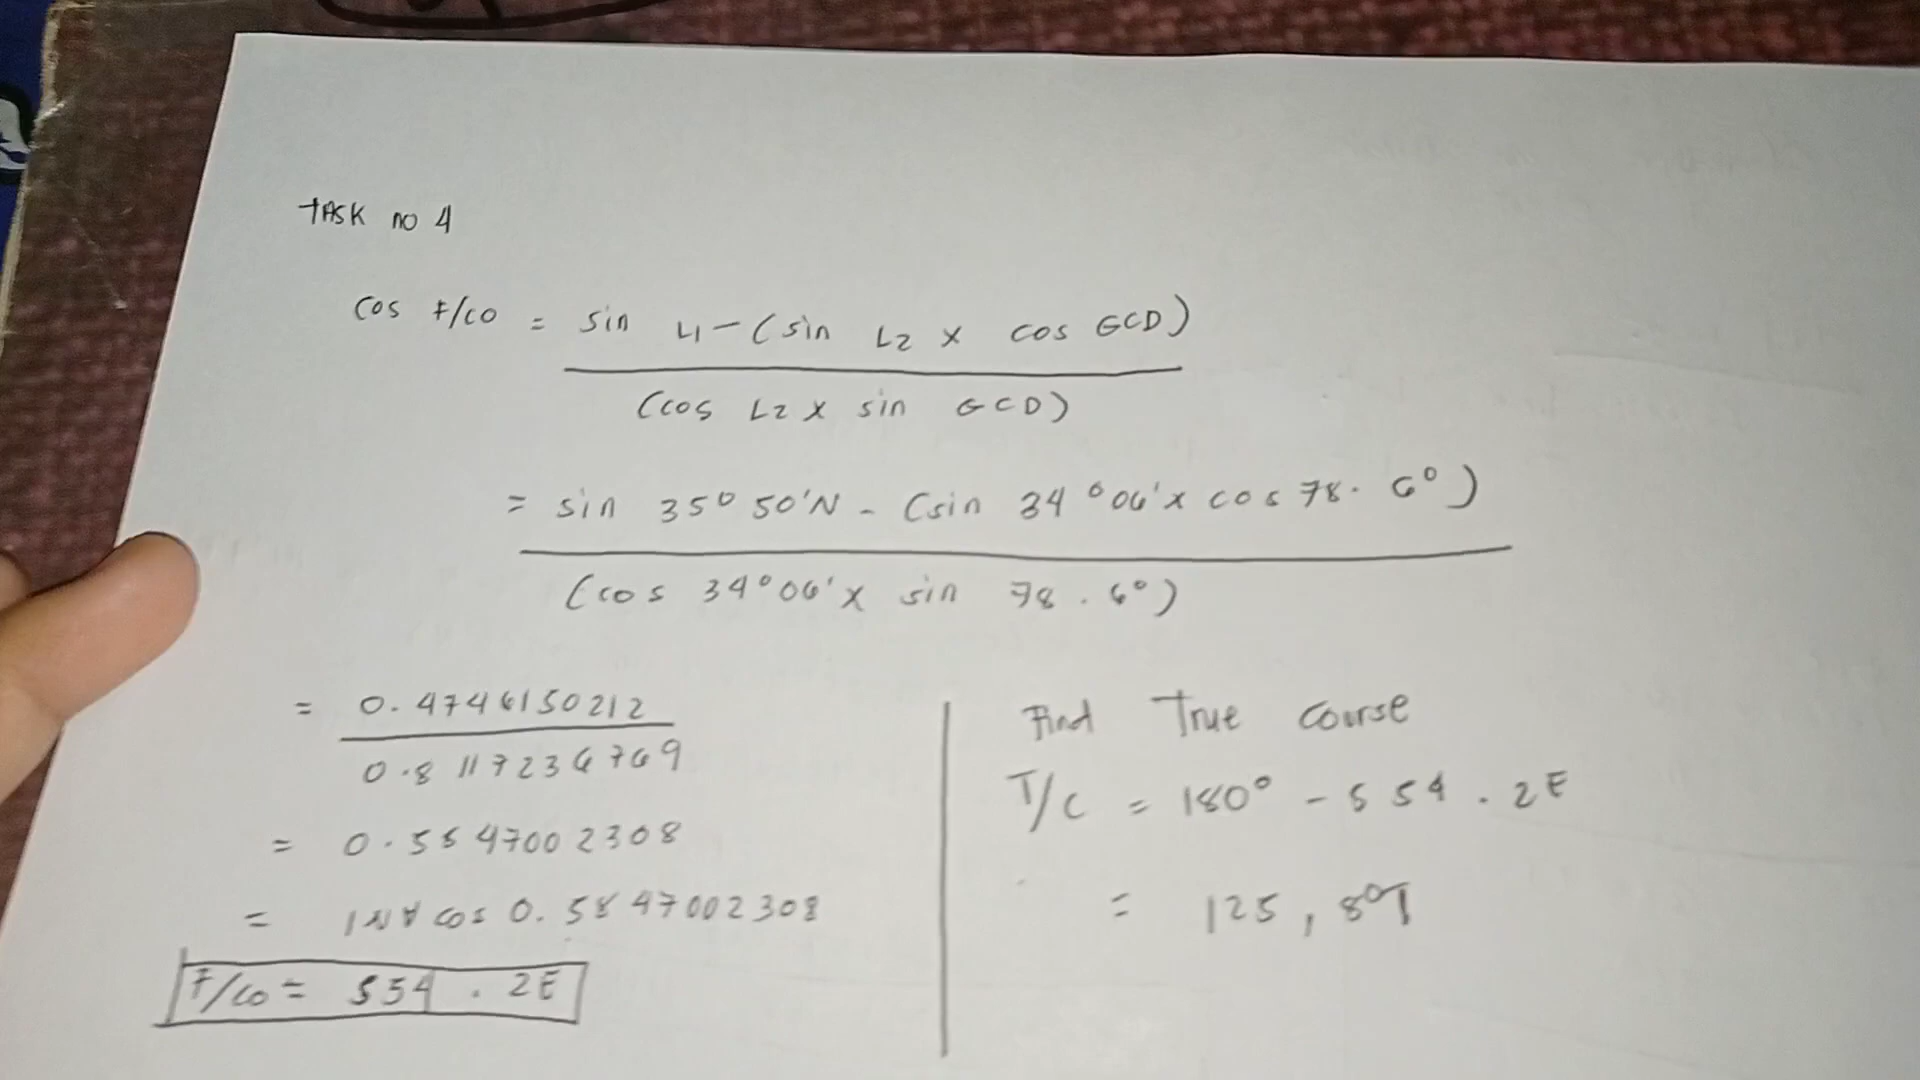 TASK no 4
cos F/co = sin L1 - (sin L2 x cos GCD)
(cos L2 x sin GCD)
= sin 35° 50'N - (sin 34°06' x cos 78.6°)
(cos 34°06' x sin 78.6°)
= 0.4746150212
0.8117236769
= 0.5847002308
= INV cos 0.5847002308
F/co = S54.2E
Find True Course
T/C = 180° - S54.2E
= 125,8°T